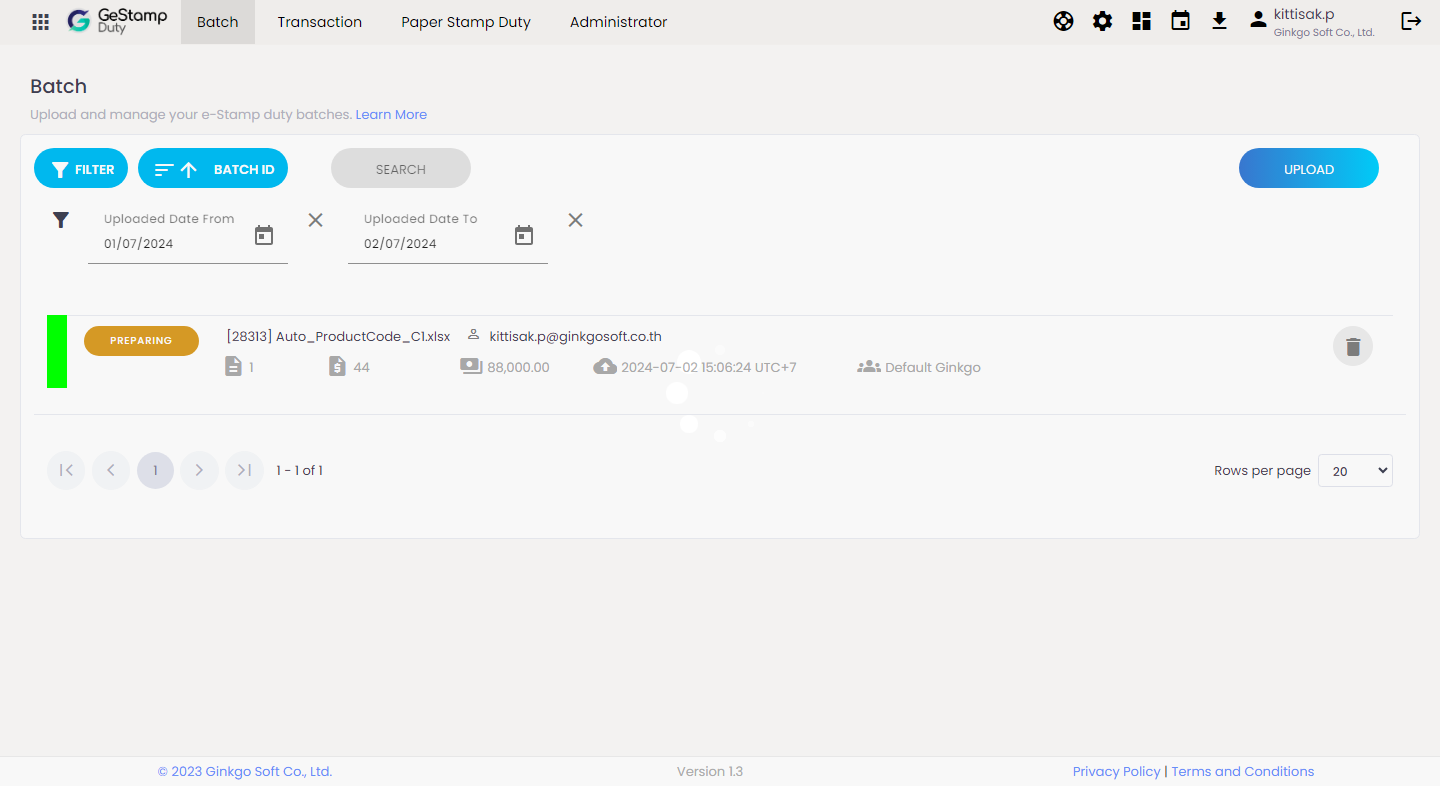 GeStamp
Duty
Batch
Transaction
Paper Stamp Duty
Administrator
kittisak.p
Ginkgo Soft Co., Ltd.
Batch
Upload and manage your e-Stamp duty batches. Learn More
FILTER
BATCH ID
SEARCH
UPLOAD
Uploaded Date From
01/07/2024
Uploaded Date To
02/07/2024
PREPARING
[28313] Auto_ProductCode_C1.xlsx
kittisak.p@ginkgosoft.co.th
1
44
88,000.00
2024-07-02 15:06:24 UTC+7
Default Ginkgo
1
1 - 1 of 1
Rows per page
20
© 2023 Ginkgo Soft Co., Ltd.
Version 1.3
Privacy Policy | Terms and Conditions